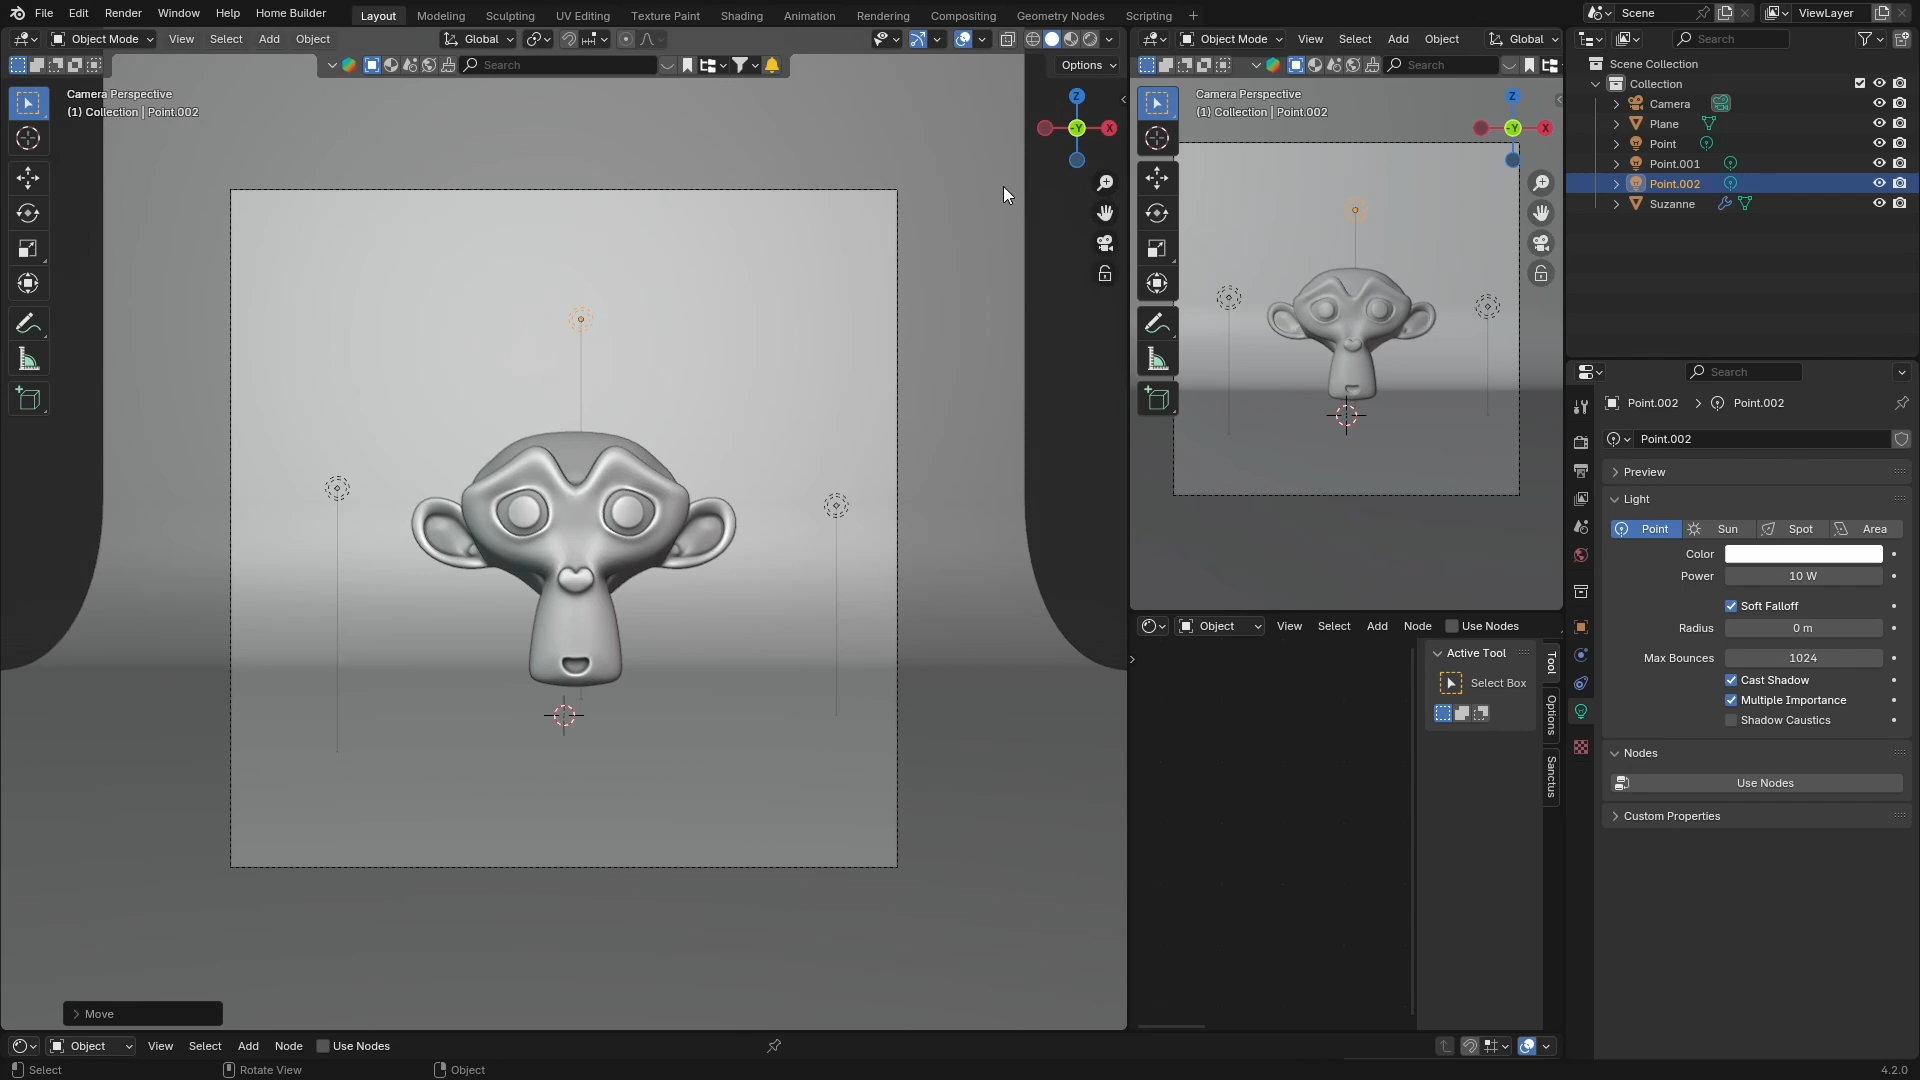 File Edit Render Window Help Home Builder Layout Modeling Sculpting UV Editing Texture Paint Shading Animation Rendering Compositing Geometry Nodes Scripting + Scene ViewLayer
Object Mode View Select Add Object Global
Object Mode View Select Add Object Global
Search
Search Options
Search
Camera Perspective
(1) Collection | Point.002
Z
-Y X
Camera Perspective
(1) Collection | Point.002
Z
-Y X
Scene Collection
Collection
Camera
Plane
Point
Point.001
Point.002
Suzanne
Search
Point.002 > Point.002
Point.002
Preview
Light
Point Sun Spot Area
Color
Power 10 W
Soft Falloff
Radius 0 m
Max Bounces 1024
Cast Shadow
Multiple Importance
Shadow Caustics
Nodes
Use Nodes
Custom Properties
Object View Select Add Node Use Nodes
Active Tool
Select Box
Tool
Options
Sanctus
Move
Object View Select Add Node Use Nodes
Select Rotate View Object 4.2.0